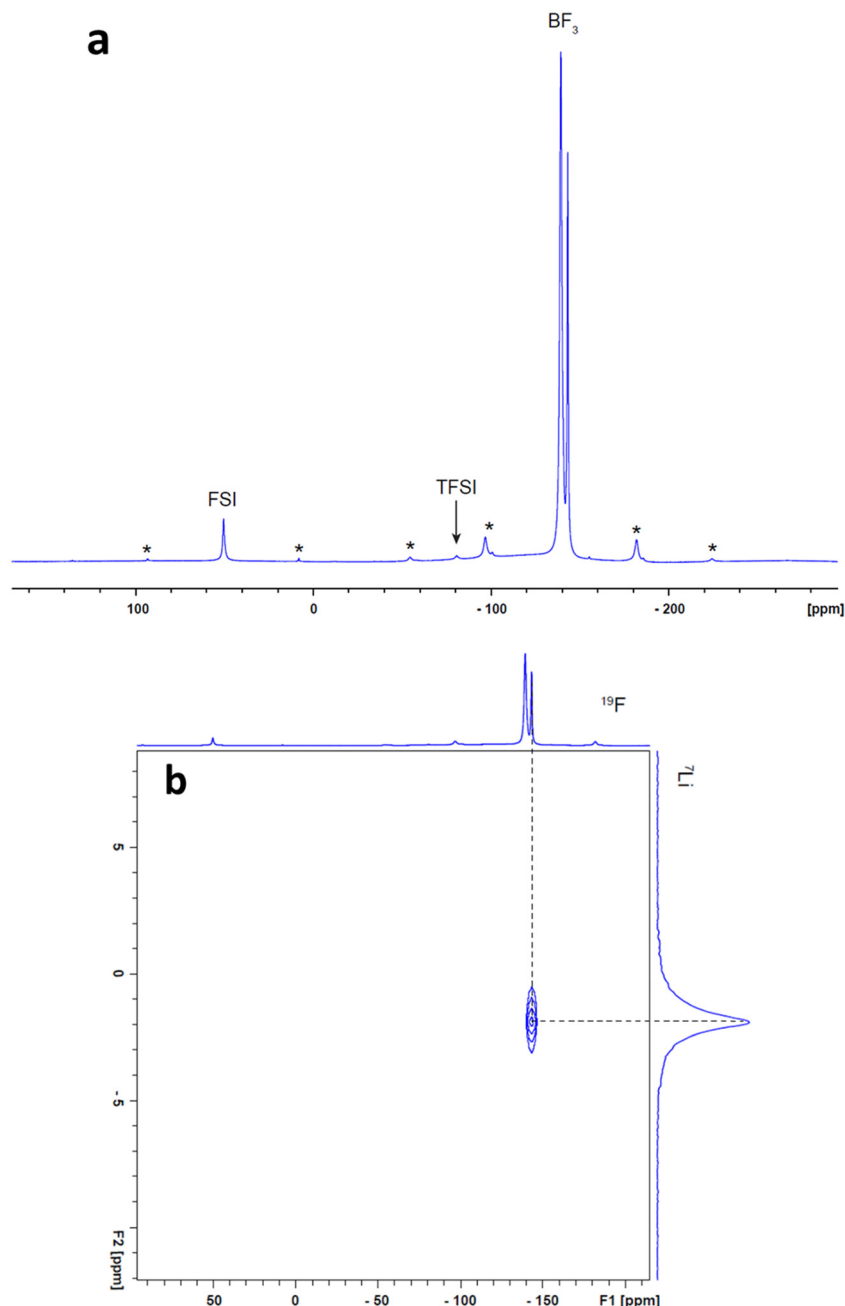 a
BF₃
FSI
TFSI
* * * * * * *
100 0 - 100 - 200 [ppm]
¹⁹F
b
⁷Li
5
0
- 5
F2 [ppm]
50 0 - 50 - 100 - 150 F1 [ppm]